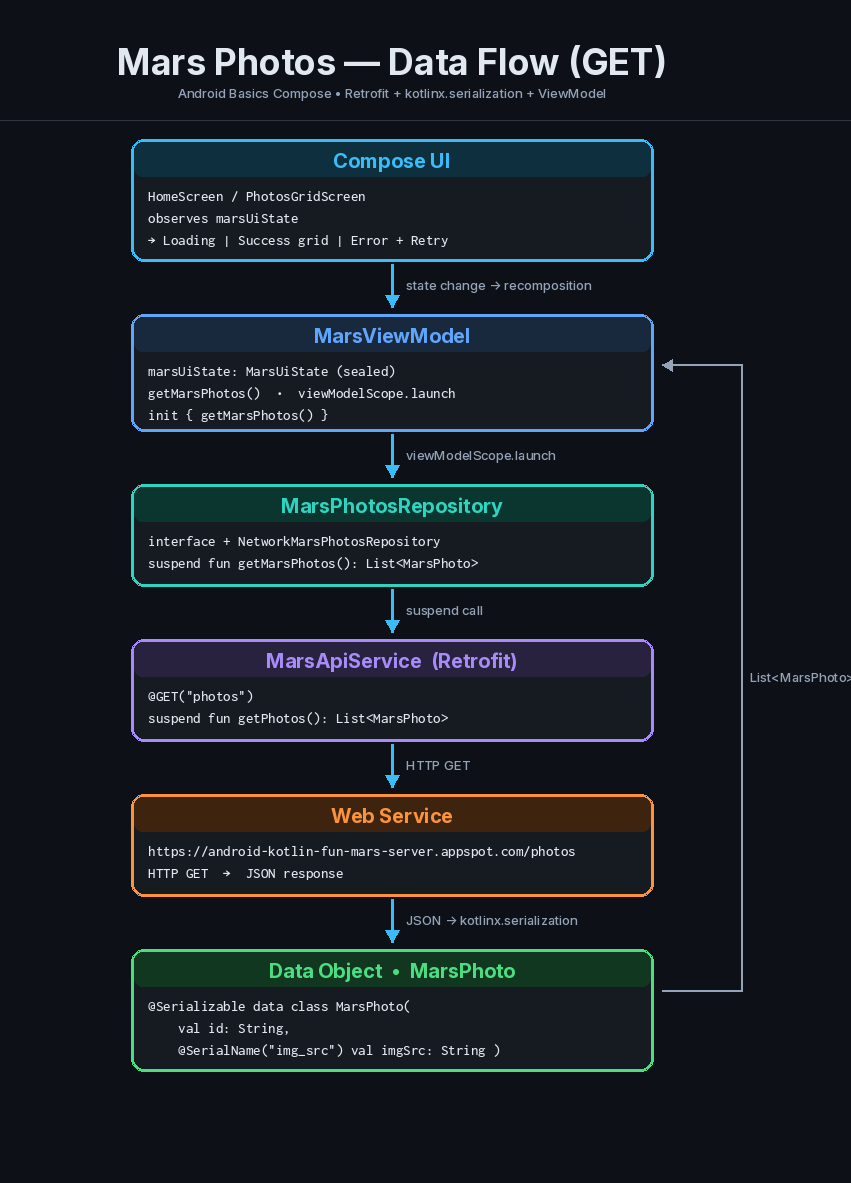 Mars Photos — Data Flow (GET)
Android Basics Compose • Retrofit + kotlinx.serialization + ViewModel
Compose UI
HomeScreen / PhotosGridScreen
observes marsUiState
→ Loading | Success grid | Error + Retry
state change → recomposition
MarsViewModel
marsUiState: MarsUiState (sealed)
getMarsPhotos()  ·  viewModelScope.launch
init { getMarsPhotos() }
viewModelScope.launch
MarsPhotosRepository
interface + NetworkMarsPhotosRepository
suspend fun getMarsPhotos(): List<MarsPhoto>
suspend call
MarsApiService (Retrofit)
@GET("photos")
suspend fun getPhotos(): List<MarsPhoto>
List<MarsPhoto>
HTTP GET
Web Service
https://android-kotlin-fun-mars-server.appspot.com/photos
HTTP GET  →  JSON response
JSON → kotlinx.serialization
Data Object • MarsPhoto
@Serializable data class MarsPhoto(
    val id: String,
    @SerialName("img_src") val imgSrc: String )